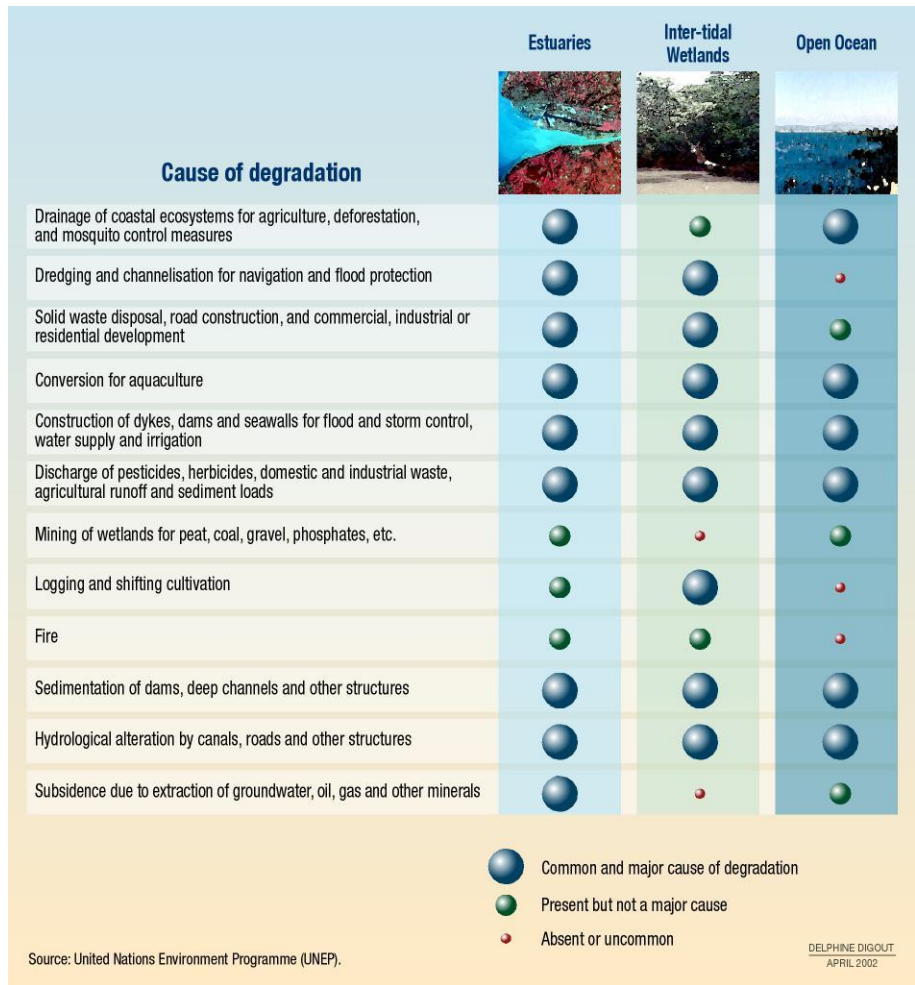 Estuaries
Inter-tidal
Wetlands
Open Ocean
Cause of degradation
Drainage of coastal ecosystems for agriculture, deforestation,
and mosquito control measures
Dredging and channelisation for navigation and flood protection
Solid waste disposal, road construction, and commercial, industrial or
residential development
Conversion for aquaculture
Construction of dykes, dams and seawalls for flood and storm control,
water supply and irrigation
Discharge of pesticides, herbicides, domestic and industrial waste,
agricultural runoff and sediment loads
Mining of wetlands for peat, coal, gravel, phosphates, etc.
Logging and shifting cultivation
Fire
Sedimentation of dams, deep channels and other structures
Hydrological alteration by canals, roads and other structures
Subsidence due to extraction of groundwater, oil, gas and other minerals
Common and major cause of degradation
Present but not a major cause
Absent or uncommon
Source: United Nations Environment Programme (UNEP).
DELPHINE DIGOUT
APRIL 2002